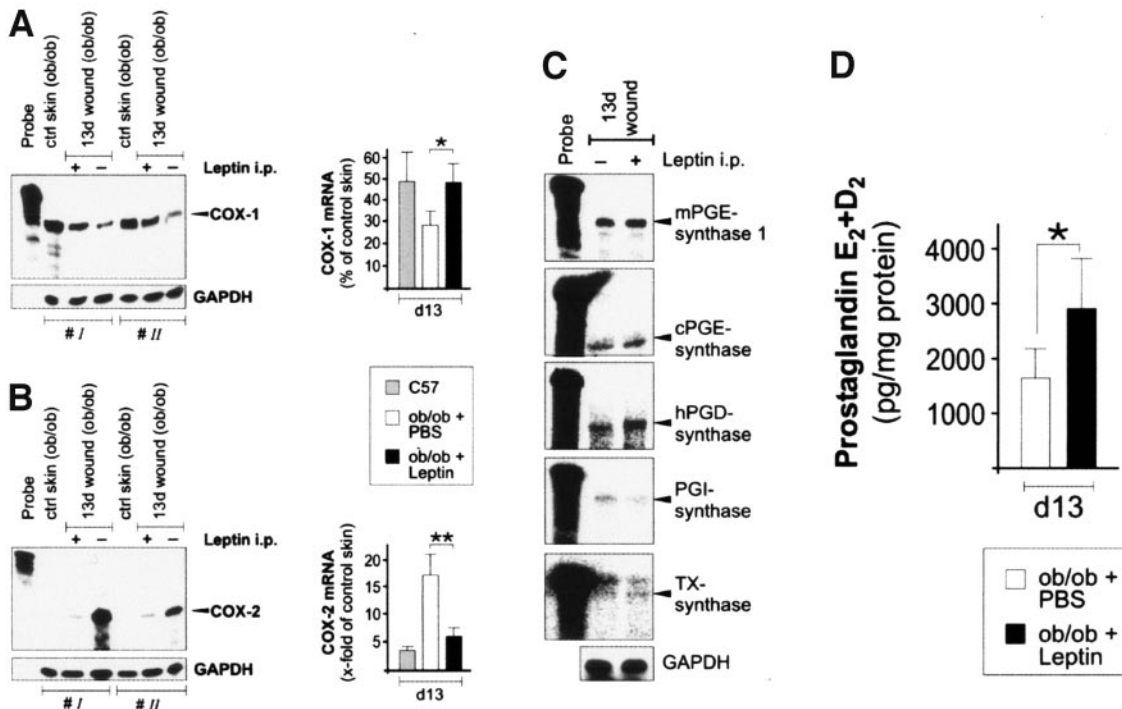 A
Probe
ctrl skin (ob/ob)
13d wound (ob/ob)
ctrl skin (ob(ob)
13d wound (ob/ob)
+ − + − Leptin i.p.
COX-1
GAPDH
# I # II
COX-1 mRNA
(% of control skin)
60
50
40
30
20
10
*
d13
B
Probe
ctrl skin (ob/ob)
13d wound (ob/ob)
ctrl skin (ob/ob)
13d wound (ob/ob)
+ − + − Leptin i.p.
COX-2
GAPDH
# I # II
C57
ob/ob +
PBS
ob/ob +
Leptin
COX-2 mRNA
(x-fold of control skin)
20
15
10
5
**
d13
C
Probe
13d
wound
− + Leptin i.p.
mPGE-
synthase 1
cPGE-
synthase
hPGD-
synthase
PGI-
synthase
TX-
synthase
GAPDH
D
Prostaglandin E2+D2
(pg/mg protein)
4000
3000
2000
1000
*
d13
ob/ob +
PBS
ob/ob +
Leptin